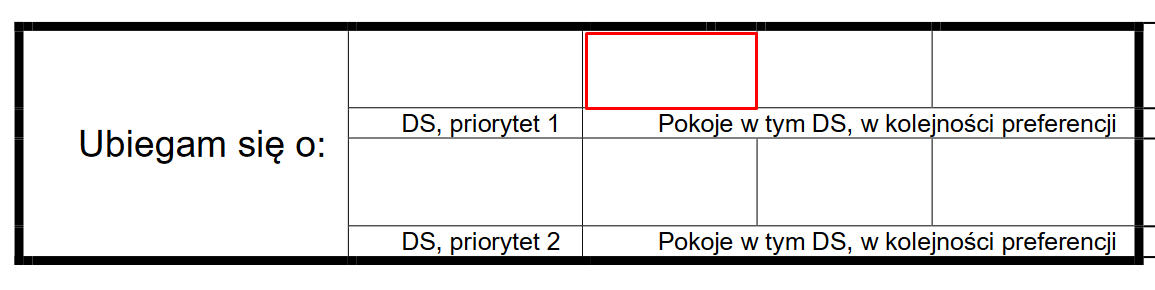 DS, priorytet 1 Pokoje w tym DS, w kolejności preferencji
Ubiegam się o:
DS, priorytet 2 Pokoje w tym DS, w kolejności preferencji